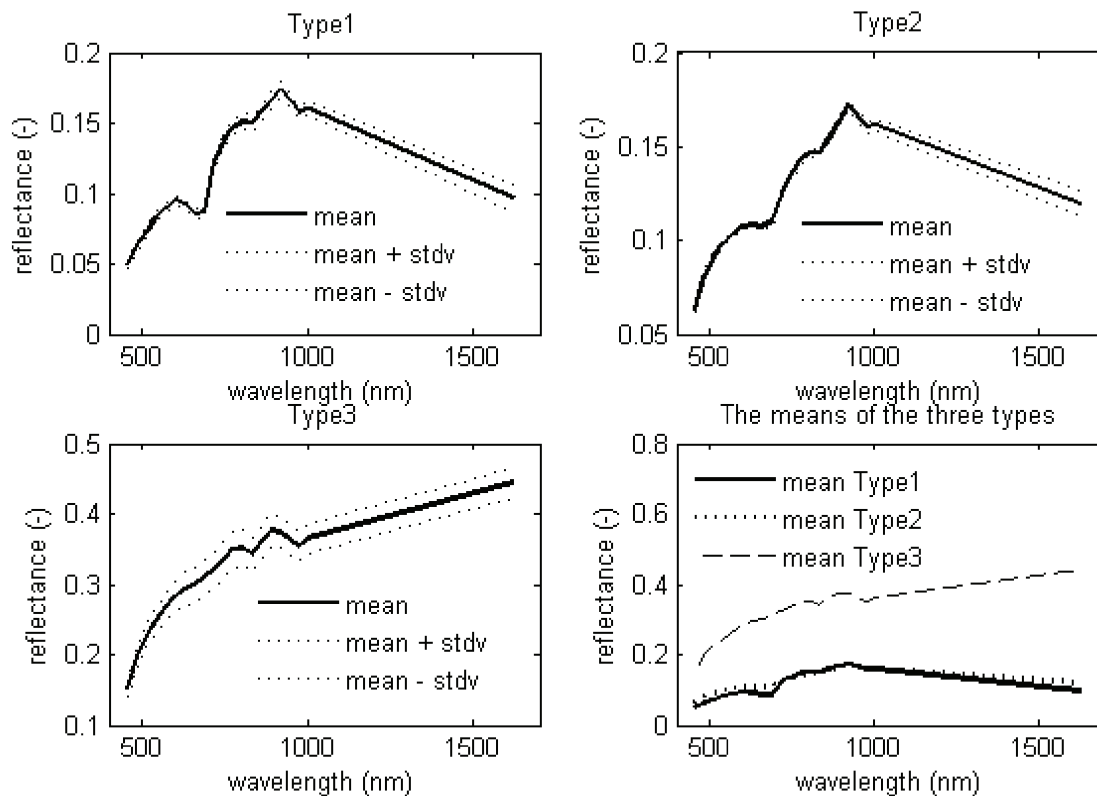 Type1
0.2
0.15
0.1
0.05
0
reflectance (-)
mean
mean + stdv
mean - stdv
500
1000
1500
wavelength (nm)
Type2
0.2
0.15
0.1
0.05
reflectance (-)
mean
mean + stdv
mean - stdv
500
1000
1500
wavelength (nm)
Type3
0.5
0.4
0.3
0.2
0.1
reflectance (-)
mean
mean + stdv
mean - stdv
500
1000
1500
wavelength (nm)
The means of the three types
0.8
0.6
0.4
0.2
0
reflectance (-)
mean Type1
mean Type2
mean Type3
500
1000
1500
wavelength (nm)